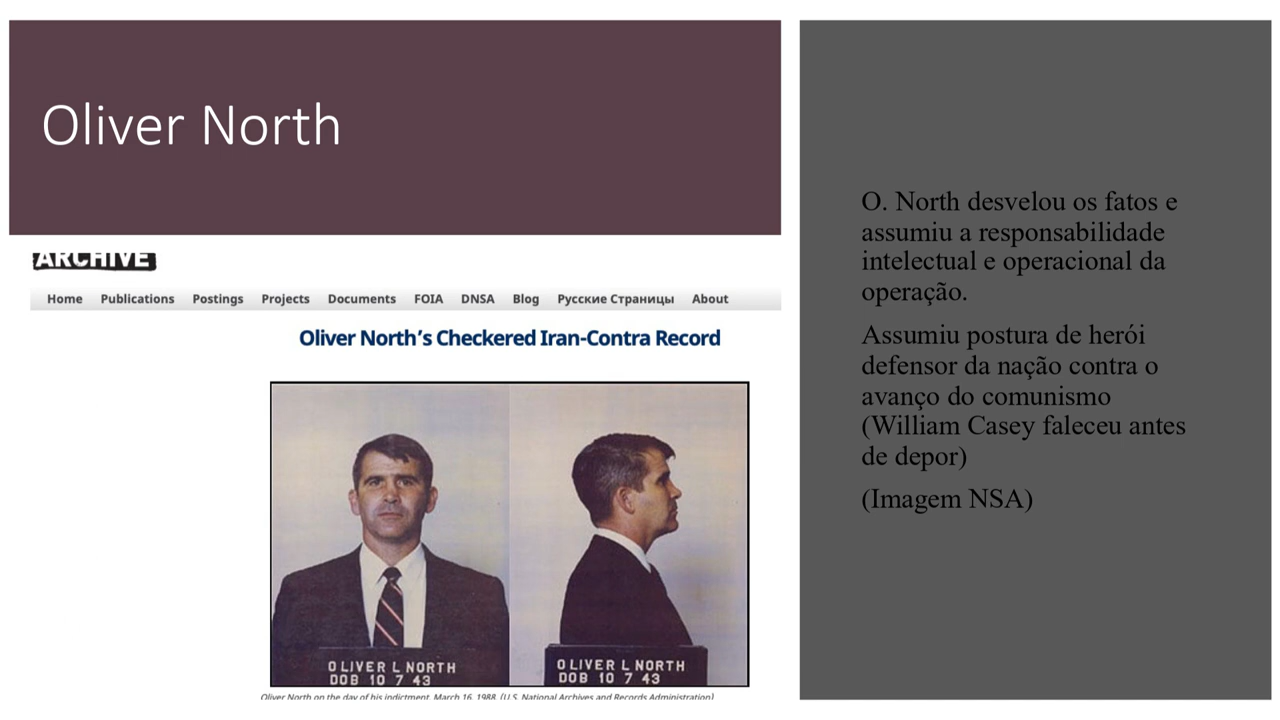 Oliver North
ARCHIVE
Home Publications Postings Projects Documents FOIA DNSA Blog Русские Страницы About
Oliver North's Checkered Iran-Contra Record
OLIVER L NORTH
DOB 10 7 43
OLIVER L NORTH
DOB 10 7 43
Oliver North on the day of his indictment, March 16, 1988. (U.S. National Archives and Records Administration)
O. North desvelou os fatos e
assumiu a responsabilidade
intelectual e operacional da
operação.
Assumiu postura de herói
defensor da nação contra o
avanço do comunismo
(William Casey faleceu antes
de depor)
(Imagem NSA)